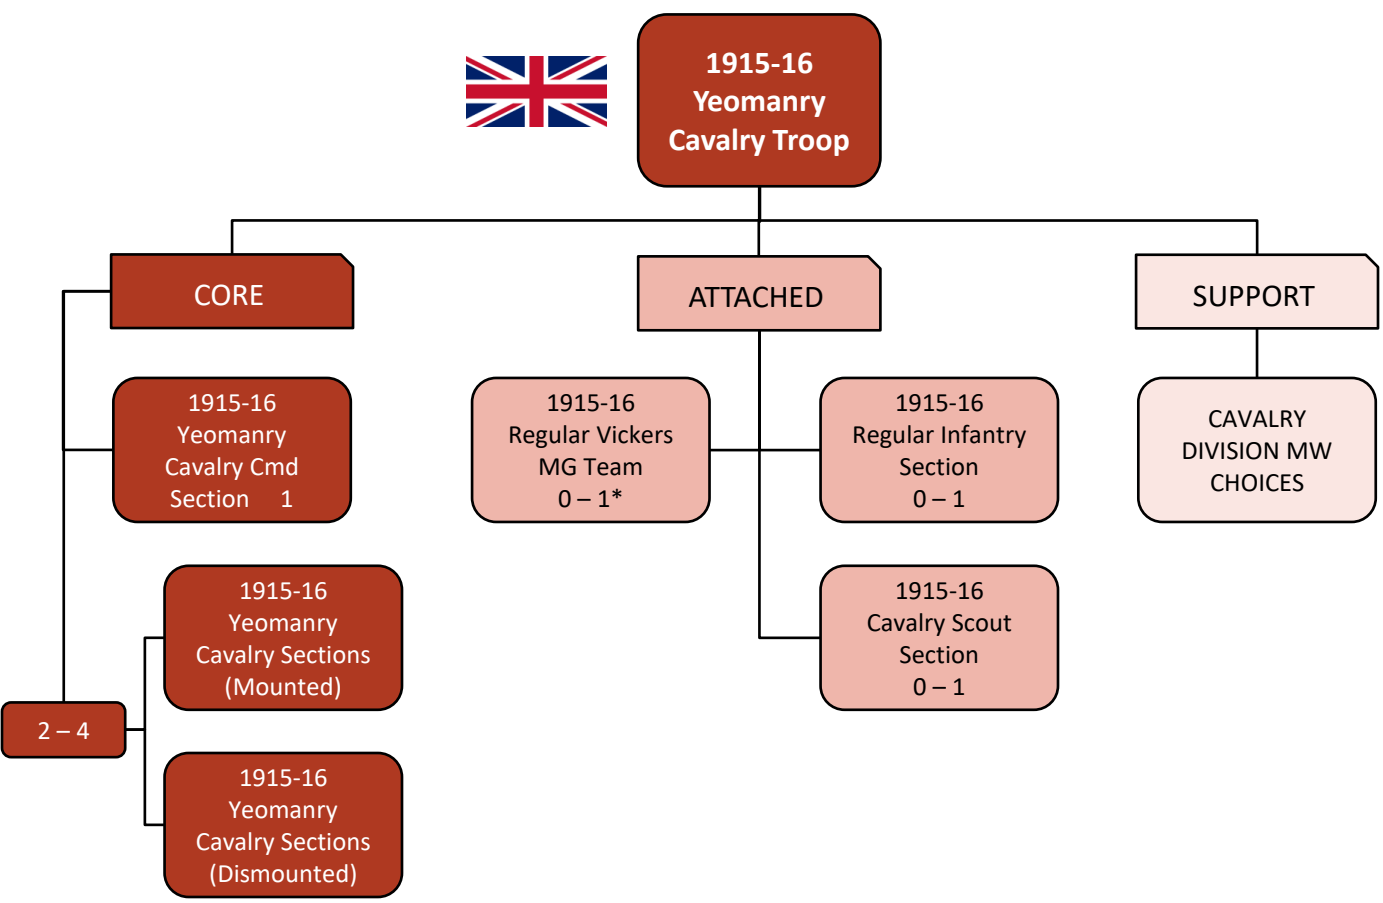 1915-16
Yeomanry
Cavalry Troop
CORE
ATTACHED
SUPPORT
1915-16
Yeomanry
Cavalry Cmd
Section 1
1915-16
Regular Vickers
MG Team
0 – 1*
1915-16
Regular Infantry
Section
0 – 1
CAVALRY
DIVISION MW
CHOICES
1915-16
Yeomanry
Cavalry Sections
(Mounted)
1915-16
Cavalry Scout
Section
0 – 1
2 – 4
1915-16
Yeomanry
Cavalry Sections
(Dismounted)